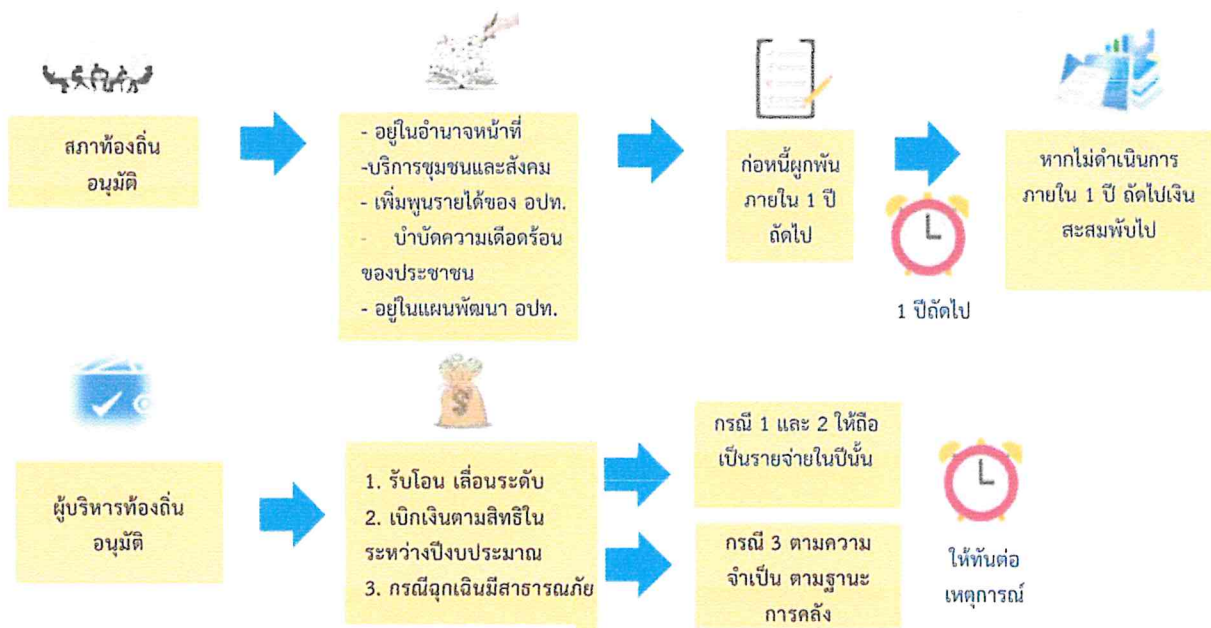 สภาท้องถิ่น
อนุมัติ
- อยู่ในอำนาจหน้าที่
-บริการชุมชนและสังคม
- เพิ่มพูนรายได้ของ อปท.
- บำบัดความเดือดร้อน
ของประชาชน
- อยู่ในแผนพัฒนา อปท.
ก่อหนี้ผูกพัน
ภายใน 1 ปี
ถัดไป
1 ปีถัดไป
หากไม่ดำเนินการ
ภายใน 1 ปี ถัดไปเงิน
สะสมพับไป
ผู้บริหารท้องถิ่น
อนุมัติ
1. รับโอน เลื่อนระดับ
2. เบิกเงินตามสิทธิใน
ระหว่างปีงบประมาณ
3. กรณีฉุกเฉินมีสาธารณภัย
กรณี 1 และ 2 ให้ถือ
เป็นรายจ่ายในปีนั้น
กรณี 3 ตามความ
จำเป็น ตามฐานะ
การคลัง
ให้ทันต่อ
เหตุการณ์